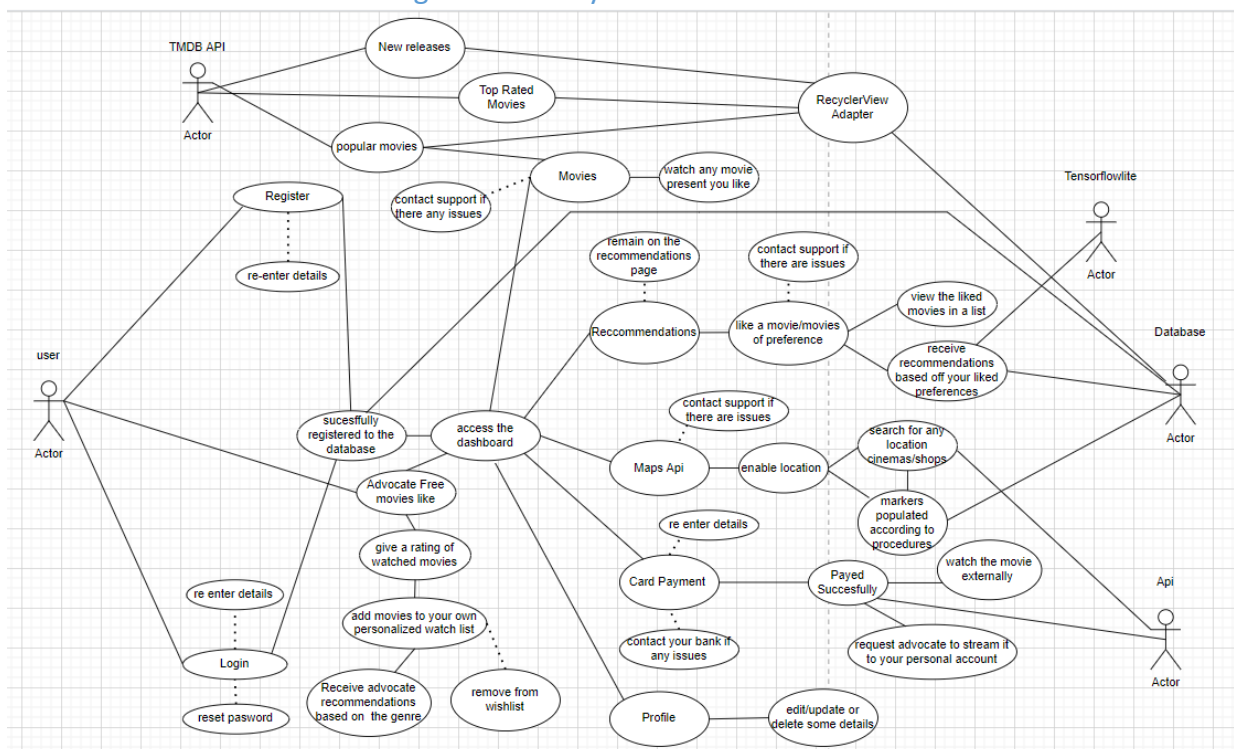 TMDB API
Actor
New releases
Top Rated
Movies
popular movies
RecyclerView
Adapter
Movies
watch any movie
present you like
contact support if
there any issues
Register
re-enter details
Tensorflowlite
Actor
remain on the
recommendations
page
contact support if
there are issues
Reccommendations
like a movie/movies
of preference
view the liked
movies in a list
receive
recommendations
based off your liked
preferences
Database
Actor
user
Actor
sucesffully
registered to the
database
access the
dashboard
contact support if
there are issues
Maps Api
enable location
search for any
location
cinemas/shops
markers
populated
according to
procedures
Advocate Free
movies like
give a rating of
watched movies
add movies to your own
personalized watch list
Receive advocate
recommendations
based on the genre
remove from
wishlist
re enter details
Login
reset pasword
re enter details
Card Payment
contact your bank if
any issues
Payed
Succesfully
watch the movie
externally
request advocate to stream it
to your personal account
Api
Actor
Profile
edit/update or
delete some details